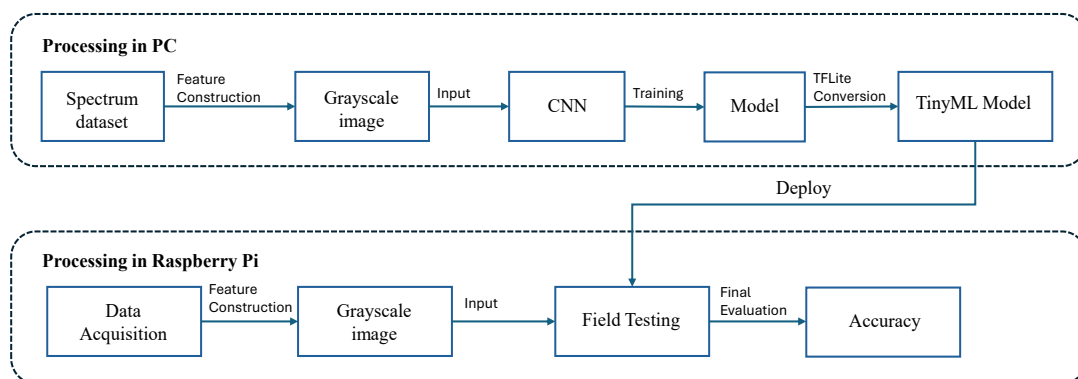 Processing in PC
Spectrum
dataset
Feature
Construction
Grayscale
image
Input
CNN
Training
Model
TFLite
Conversion
TinyML Model
Deploy
Processing in Raspberry Pi
Data
Acquisition
Feature
Construction
Grayscale
image
Input
Field Testing
Final
Evaluation
Accuracy